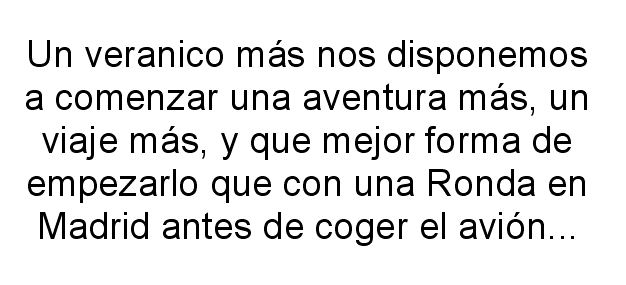 Un veranico más nos disponemos
a comenzar una aventura más, un
viaje más, y que mejor forma de
empezarlo que con una Ronda en
Madrid antes de coger el avión...